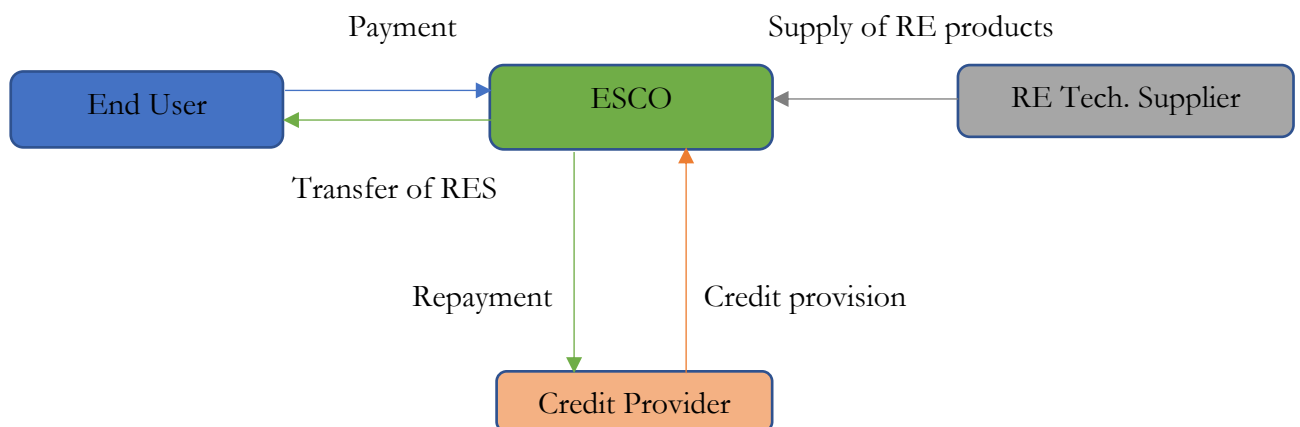 Payment
Supply of RE products
End User
ESCO
RE Tech. Supplier
Transfer of RES
Repayment
Credit provision
Credit Provider